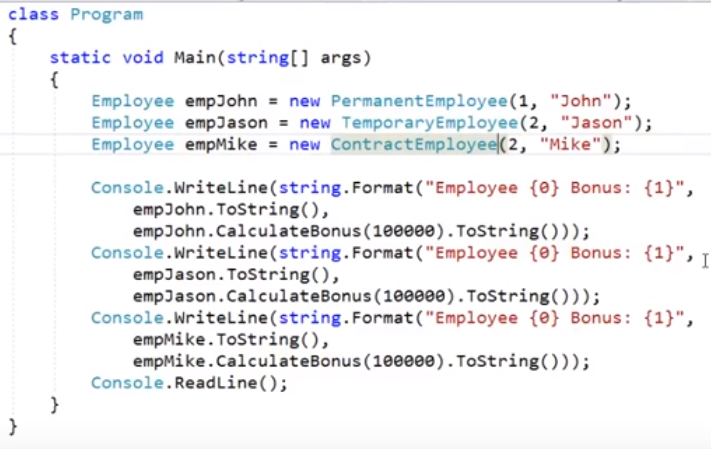 class Program
{
    static void Main(string[] args)
    {
        Employee empJohn = new PermanentEmployee(1, "John");
        Employee empJason = new TemporaryEmployee(2, "Jason");
        Employee empMike = new ContractEmployee(2, "Mike");

        Console.WriteLine(string.Format("Employee {0} Bonus: {1}",
            empJohn.ToString(),
            empJohn.CalculateBonus(100000).ToString()));
        Console.WriteLine(string.Format("Employee {0} Bonus: {1}",
            empJason.ToString(),
            empJason.CalculateBonus(100000).ToString()));
        Console.WriteLine(string.Format("Employee {0} Bonus: {1}",
            empMike.ToString(),
            empMike.CalculateBonus(100000).ToString()));
        Console.ReadLine();
    }
}